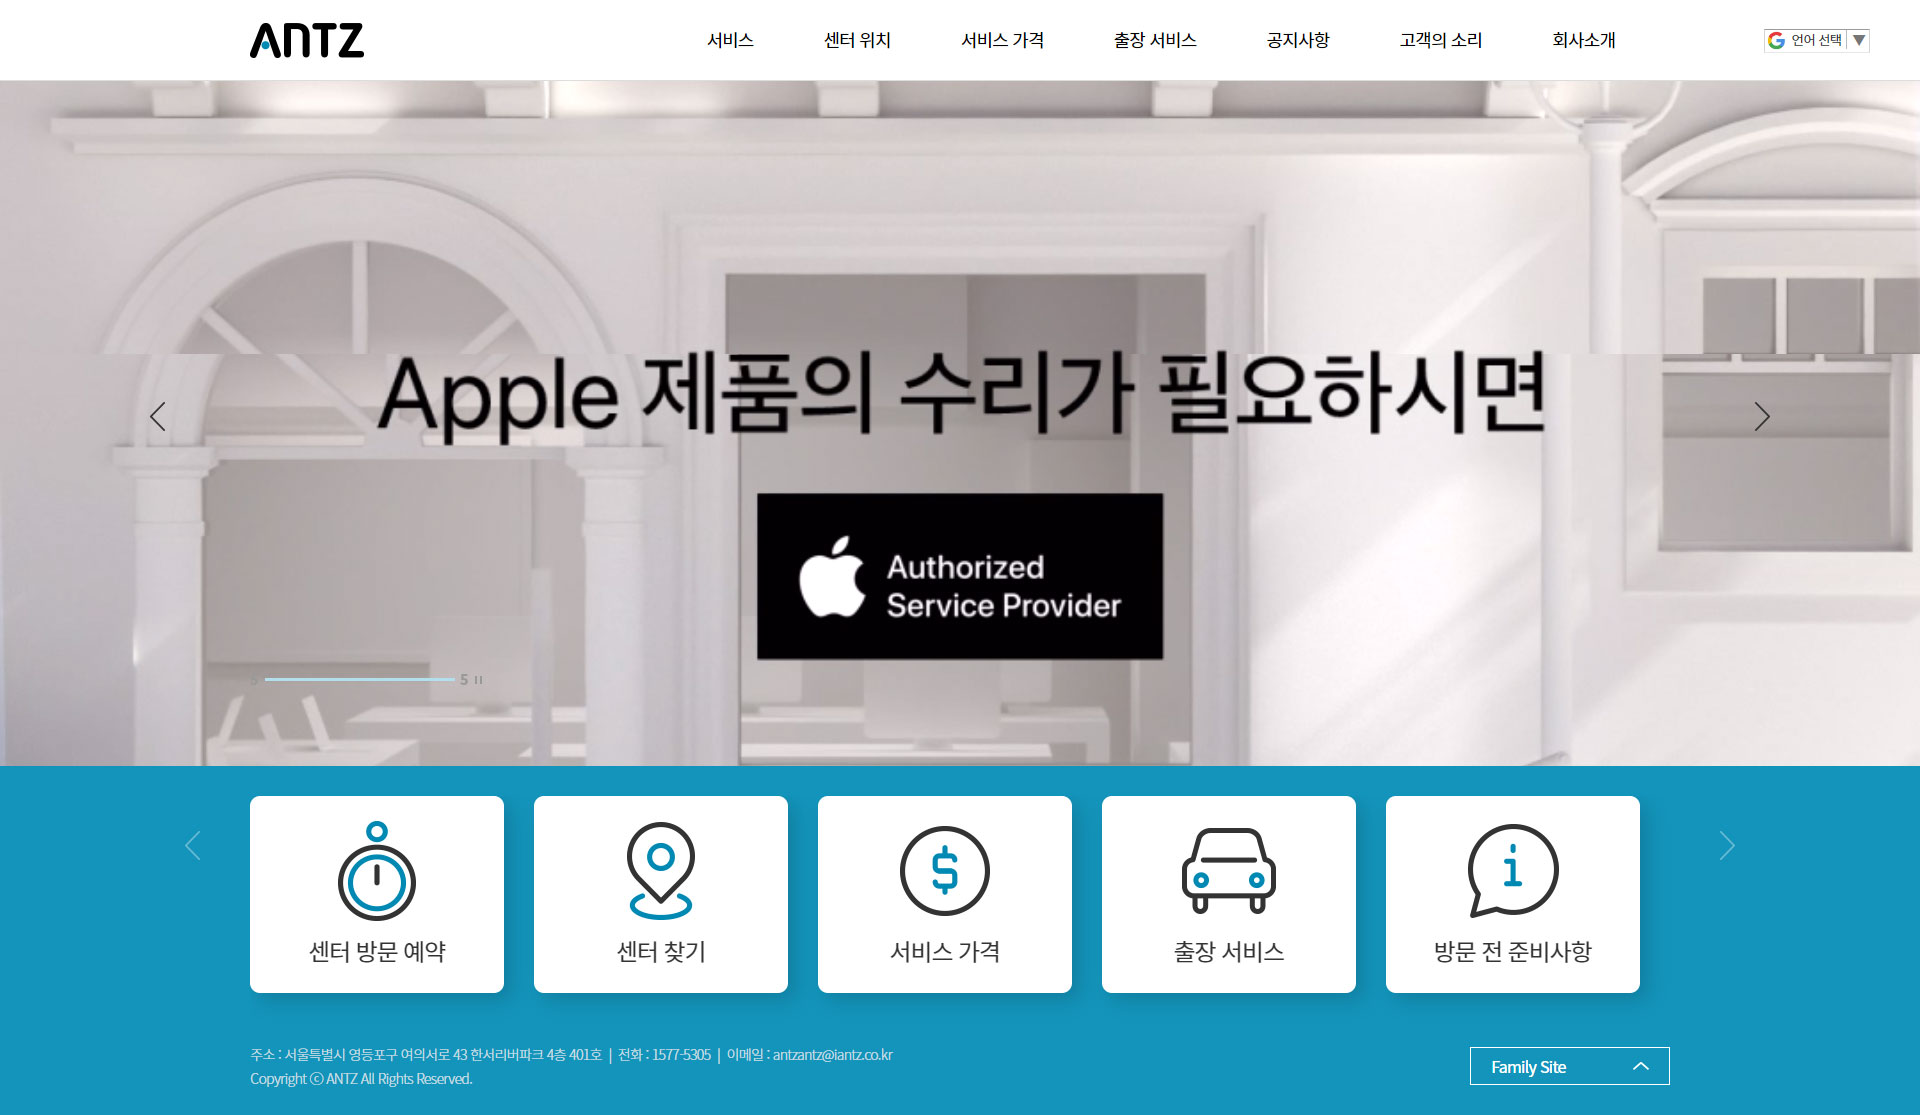 ANTZ
서비스
센터 위치
서비스 가격
출장 서비스
공지사항
고객의 소리
회사소개
언어 선택 ▼
Apple 제품의 수리가 필요하시면
Authorized
Service Provider
5 5
센터 방문 예약
센터 찾기
서비스 가격
출장 서비스
방문 전 준비사항
주소 : 서울특별시 영등포구 여의서로 43 한서리버파크 4층 401호 | 전화 : 1577-5305 | 이메일 : antzantz@iantz.co.kr
Copyright ⓒ ANTZ All Rights Reserved.
Family Site